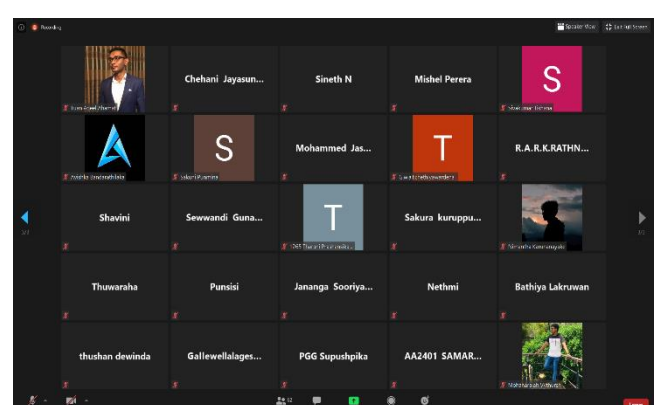 Recording
Speaker View
Exit Full Screen
Chehani Jayasun...
Sineth N
Mishel Perera
S
S
Mohammed Jas...
T
R.A.R.K.RATHN...
Shavini
Sewwandi Guna...
T
Sakura kuruppu...
Thuwaraha
Punsisi
Jananga Sooriya...
Nethmi
Bathiya Lakruwan
thushan dewinda
Gallewellalages...
PGG Supushpika
AA2401 SAMAR...